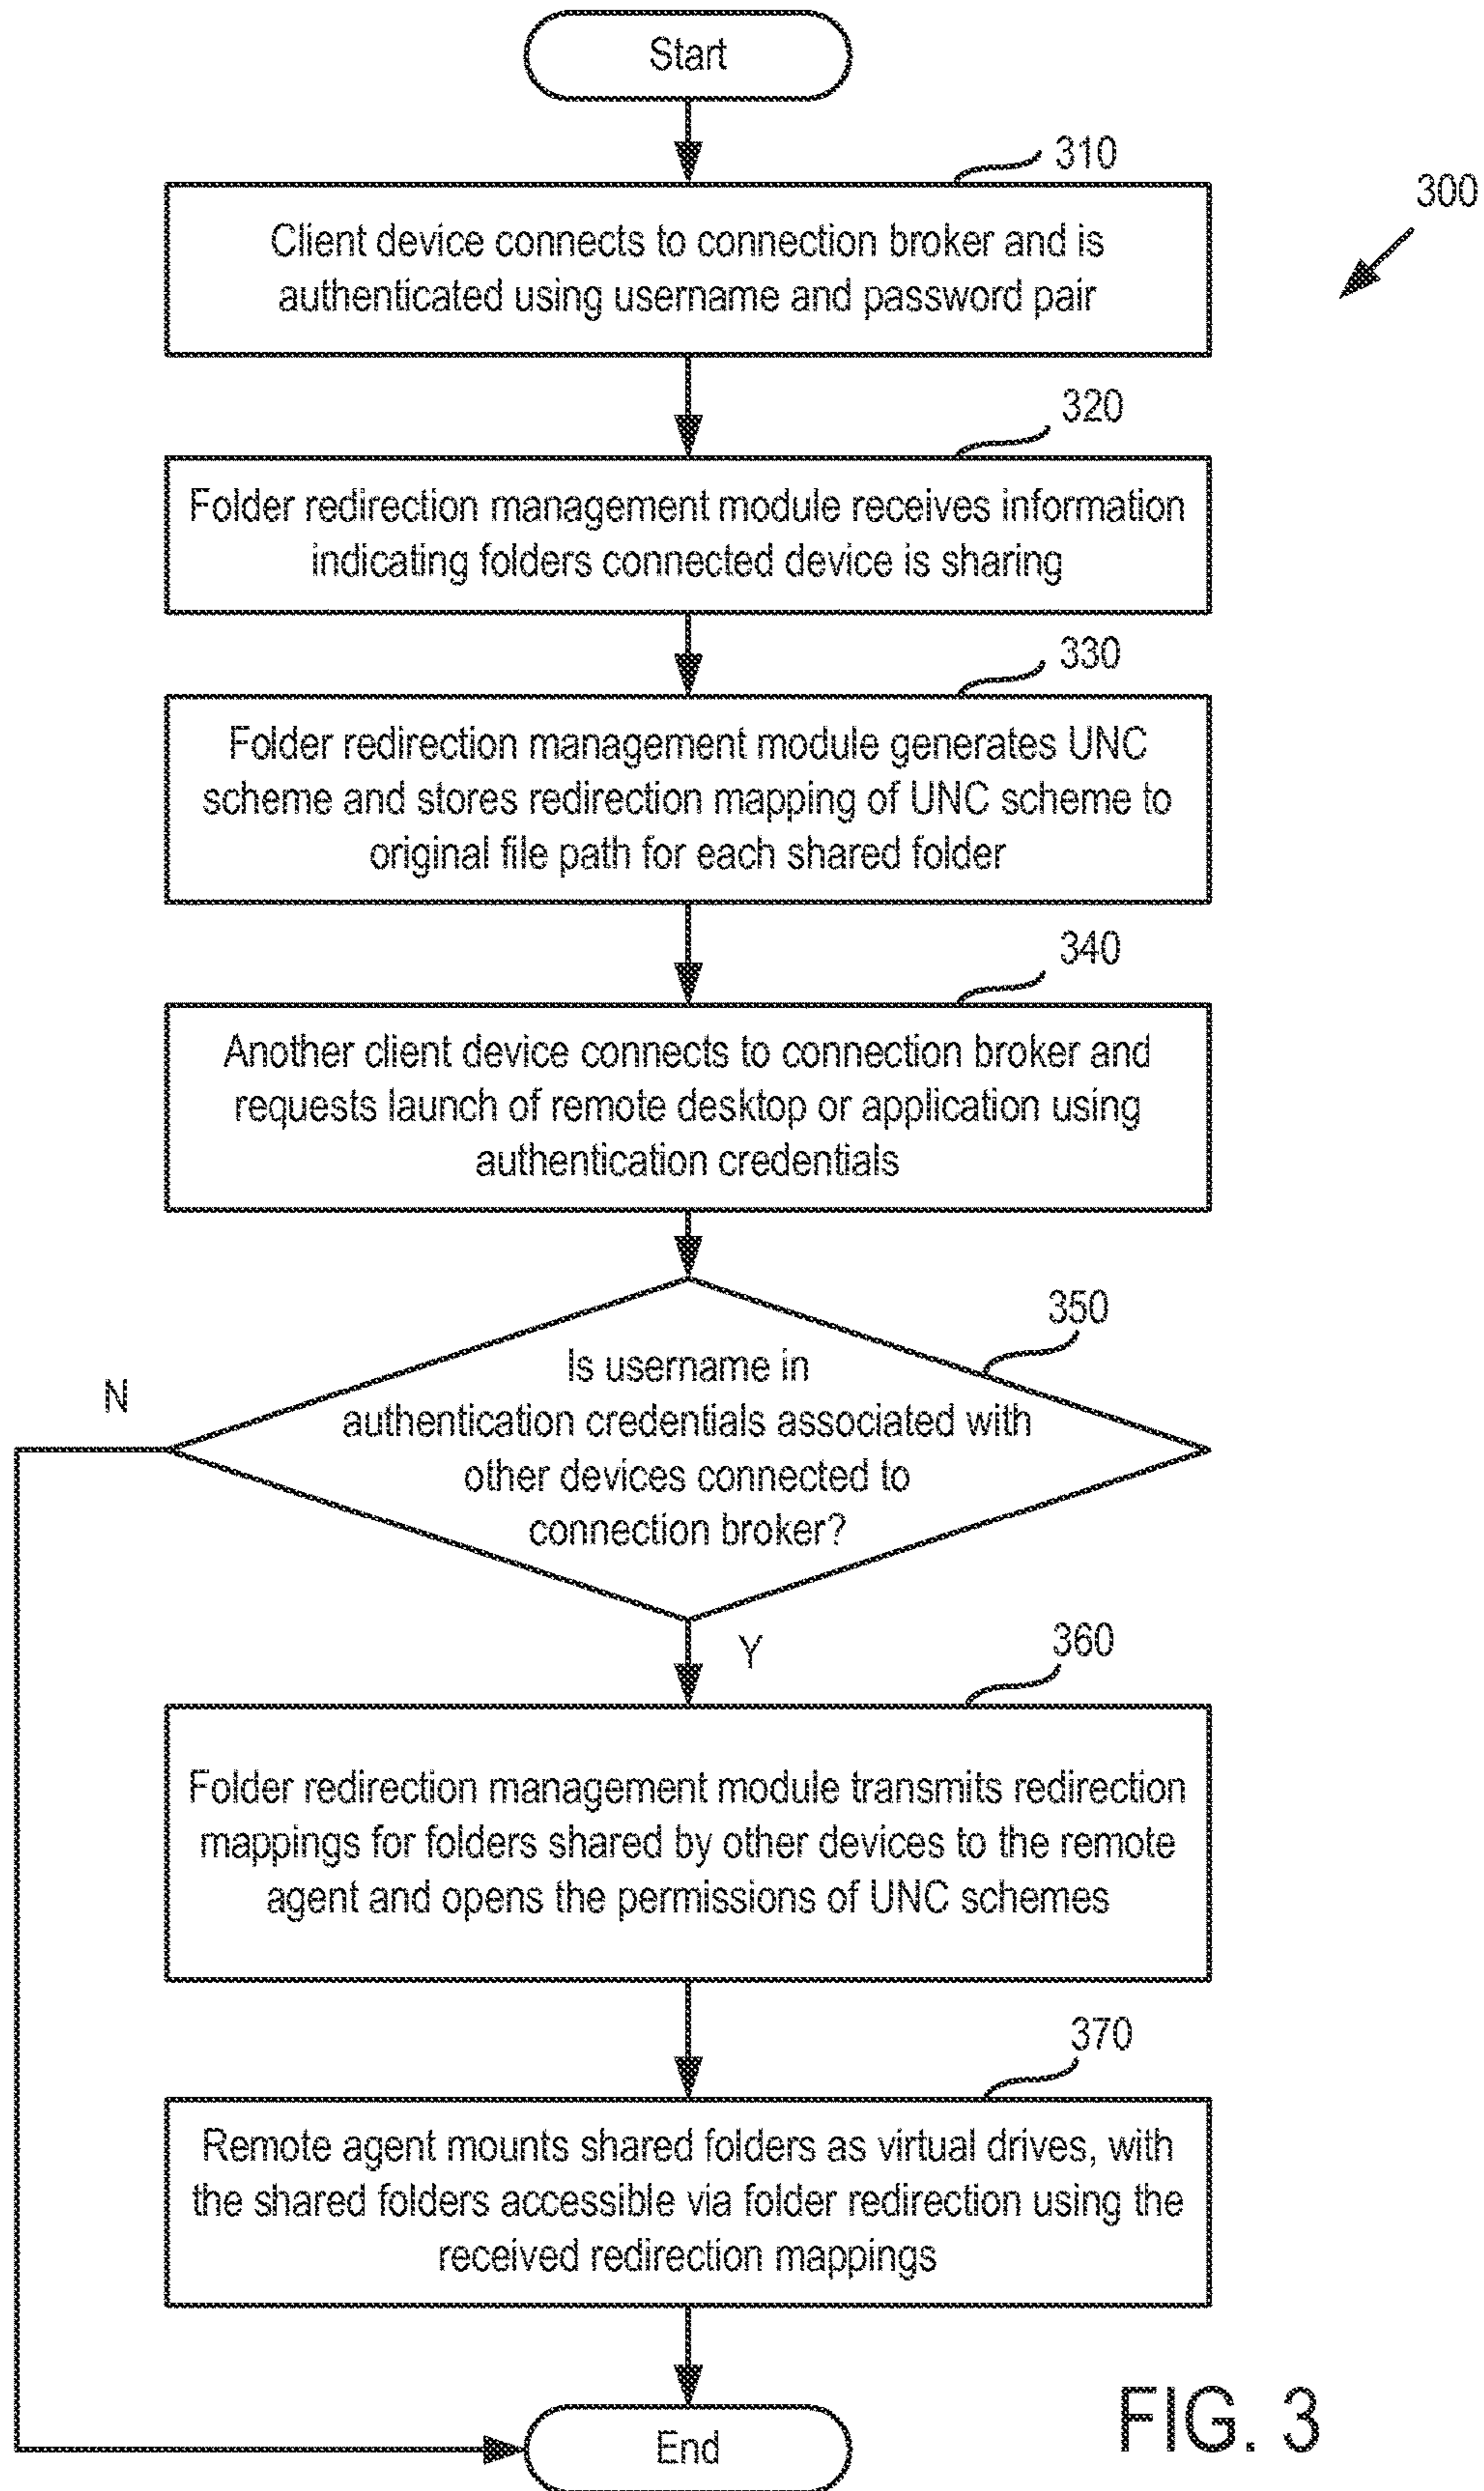 Start
310
300
Client device connects to connection broker and is
authenticated using username and password pair
320
Folder redirection management module receives information
indicating folders connected device is sharing
330
Folder redirection management module generates UNC
scheme and stores redirection mapping of UNC scheme to
original file path for each shared folder
340
Another client device connects to connection broker and
requests launch of remote desktop or application using
authentication credentials
350
Is username in
authentication credentials associated with
other devices connected to
connection broker?
N
Y
360
Folder redirection management module transmits redirection
mappings for folders shared by other devices to the remote
agent and opens the permissions of UNC schemes
370
Remote agent mounts shared folders as virtual drives, with
the shared folders accessible via folder redirection using the
received redirection mappings
End
FIG. 3